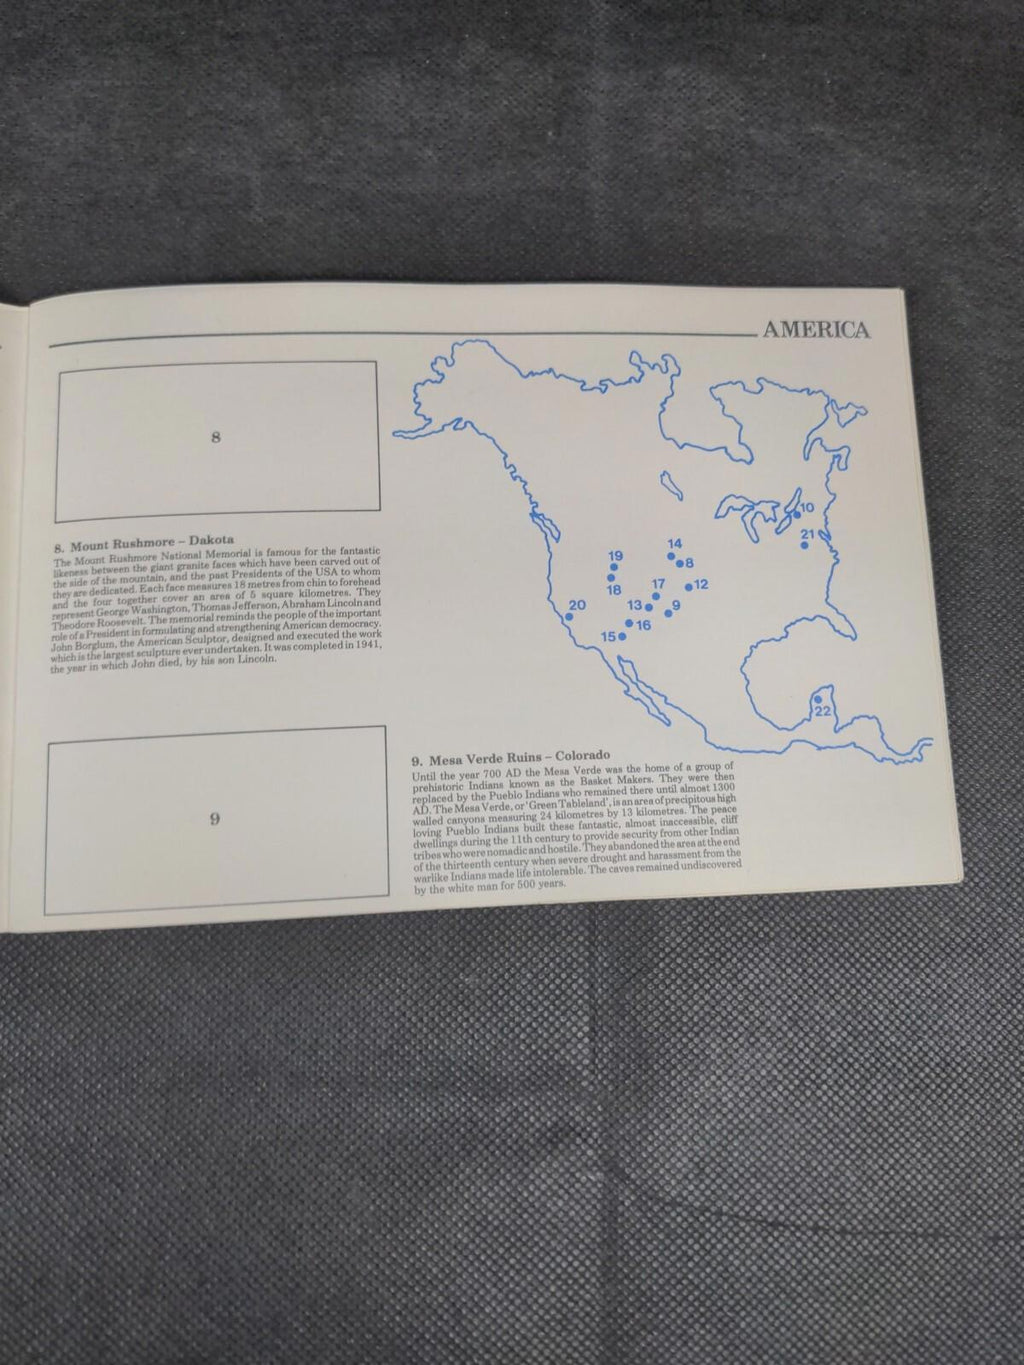 AMERICA
8
8. Mount Rushmore – Dakota
The Mount Rushmore National Memorial is famous for the fantastic
likeness between the giant granite faces which have been carved out of
the side of the mountain, and the past Presidents of the USA to whom
they are dedicated. Each face measures 18 metres from chin to forehead
and the four together cover an area of 5 square kilometres. They
represent George Washington, Thomas Jefferson, Abraham Lincoln and
Theodore Roosevelt. The memorial reminds the people of the important
role of a President in formulating and strengthening American democracy.
John Borglum, the American Sculptor, designed and executed the work
which is the largest sculpture ever undertaken. It was completed in 1941,
the year in which John died, by his son Lincoln.
9
10
21
14
8
19
18
17
12
13
9
20
16
15
22
9. Mesa Verde Ruins – Colorado
Until the year 700 AD the Mesa Verde was the home of a group of
prehistoric Indians known as the Basket Makers. They were then
replaced by the Pueblo Indians who remained there until almost 1300
AD. The Mesa Verde, or 'Green Tableland', is an area of precipitous high
walled canyons measuring 24 kilometres by 13 kilometres. The peace
loving Pueblo Indians built these fantastic, almost inaccessible, cliff
dwellings during the 11th century to provide security from other Indian
tribes who were nomadic and hostile. They abandoned the area at the end
of the thirteenth century when severe drought and harassment from the
warlike Indians made life intolerable. The caves remained undiscovered
by the white man for 500 years.